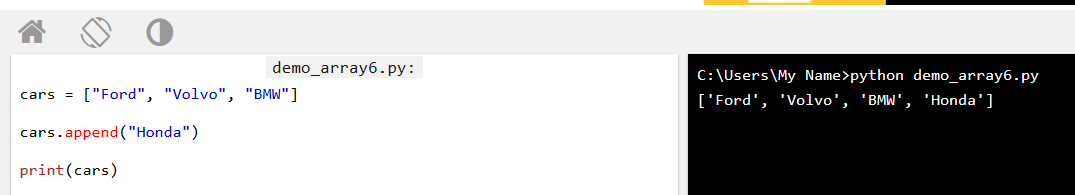 demo_array6.py:
cars = ["Ford", "Volvo", "BMW"]
cars.append("Honda")
print(cars)
C:\Users\My Name>python demo_array6.py
['Ford', 'Volvo', 'BMW', 'Honda']